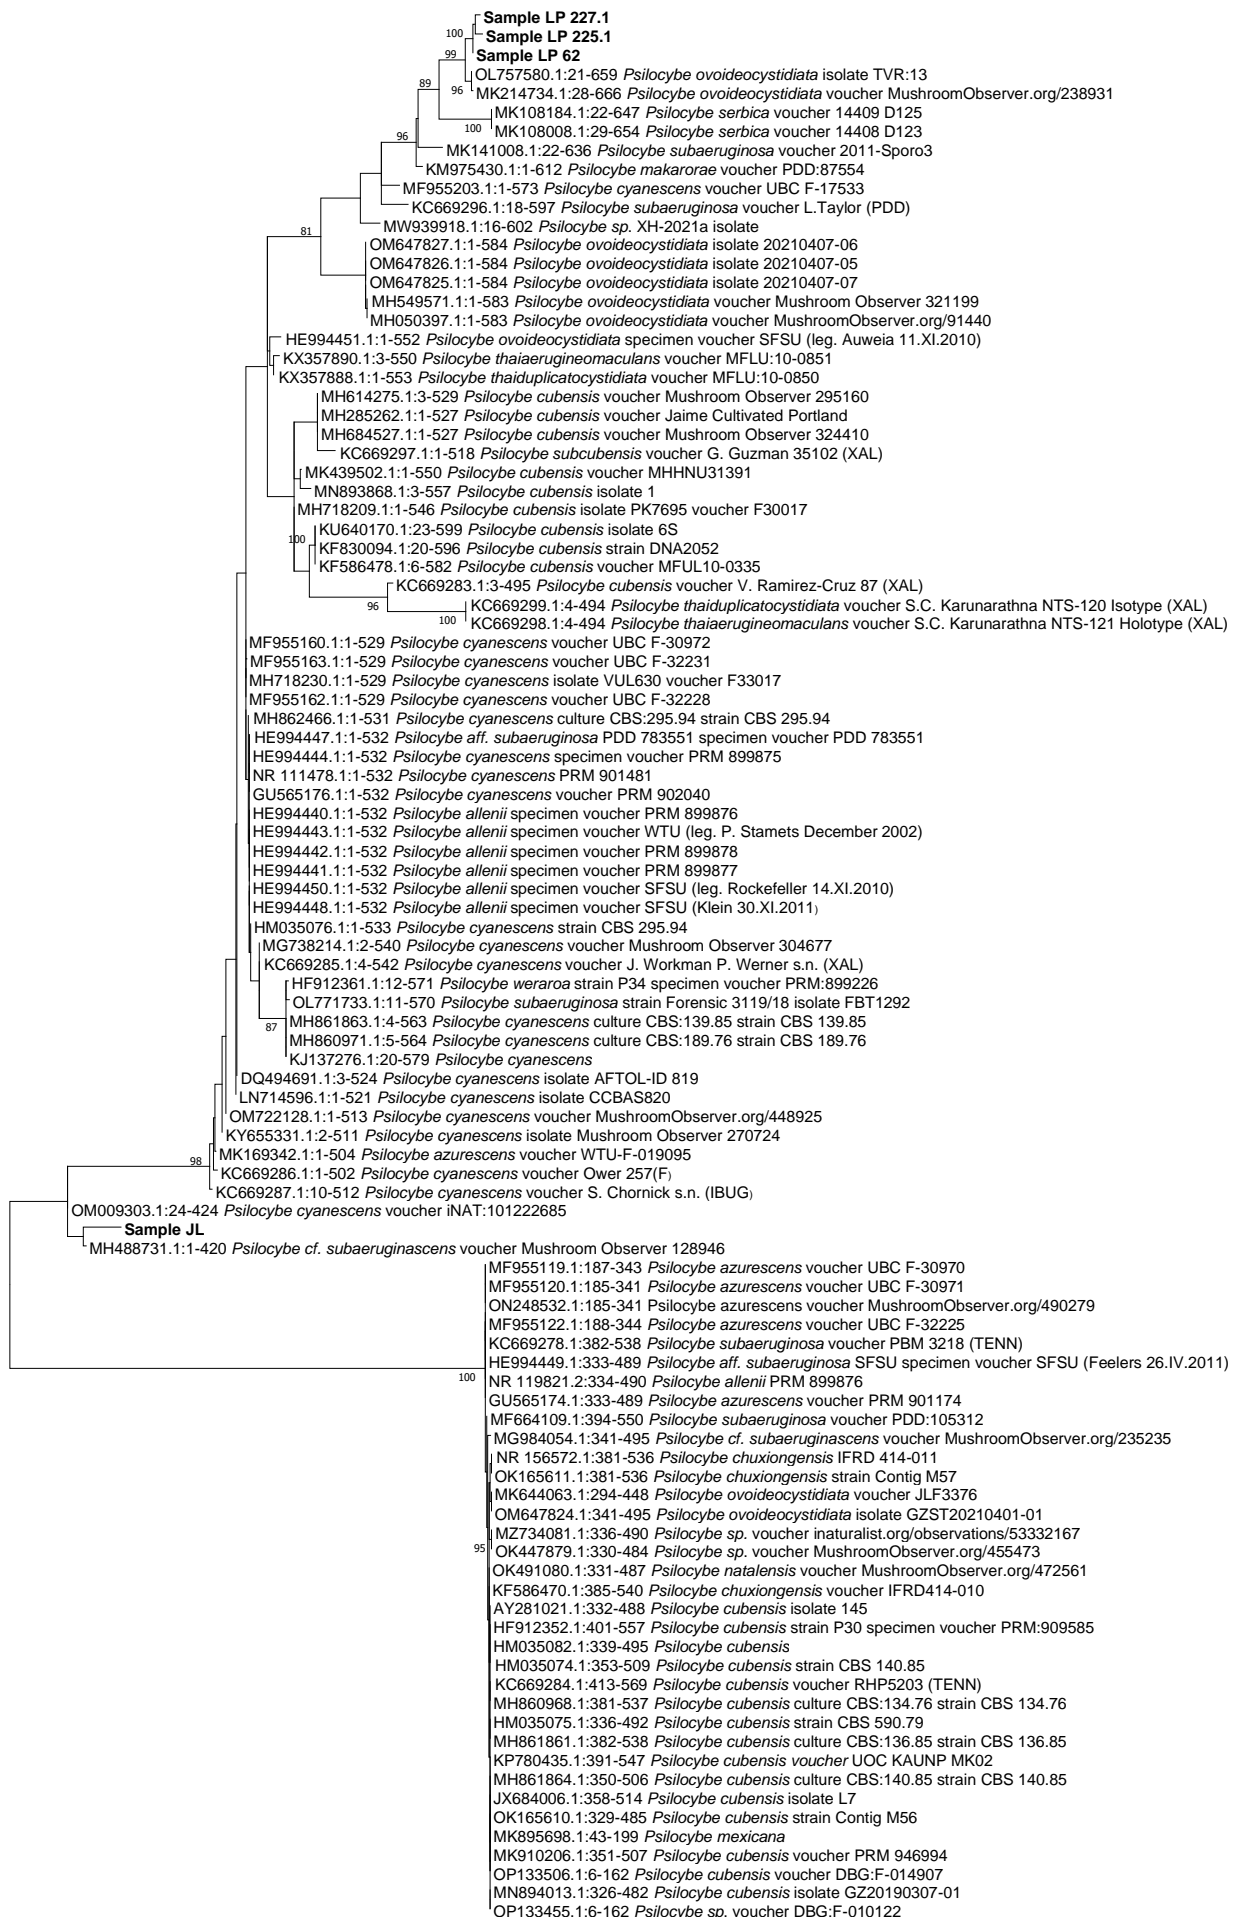 Sample LP 227.1
100
Sample LP 225.1
99
Sample LP 62
OL757580.1:21-659 Psilocybe ovoideocystidiata isolate TVR:13
89
96
MK214734.1:28-666 Psilocybe ovoideocystidiata voucher MushroomObserver.org/238931
MK108184.1:22-647 Psilocybe serbica voucher 14409 D125
100
MK108008.1:29-654 Psilocybe serbica voucher 14408 D123
96
MK141008.1:22-636 Psilocybe subaeruginosa voucher 2011-Sporo3
KM975430.1:1-612 Psilocybe makarorae voucher PDD:87554
MF955203.1:1-573 Psilocybe cyanescens voucher UBC F-17533
KC669296.1:18-597 Psilocybe subaeruginosa voucher L.Taylor (PDD)
MW939918.1:16-602 Psilocybe sp. XH-2021a isolate
81
OM647827.1:1-584 Psilocybe ovoideocystidiata isolate 20210407-06
OM647826.1:1-584 Psilocybe ovoideocystidiata isolate 20210407-05
OM647825.1:1-584 Psilocybe ovoideocystidiata isolate 20210407-07
MH549571.1:1-583 Psilocybe ovoideocystidiata voucher Mushroom Observer 321199
MH050397.1:1-583 Psilocybe ovoideocystidiata voucher MushroomObserver.org/91440
HE994451.1:1-552 Psilocybe ovoideocystidiata specimen voucher SFSU (leg. Auweia 11.XI.2010)
KX357890.1:3-550 Psilocybe thaiaerugineomaculans voucher MFLU:10-0851
KX357888.1:1-553 Psilocybe thaiduplicatocystidiata voucher MFLU:10-0850
MH614275.1:3-529 Psilocybe cubensis voucher Mushroom Observer 295160
MH285262.1:1-527 Psilocybe cubensis voucher Jaime Cultivated Portland
MH684527.1:1-527 Psilocybe cubensis voucher Mushroom Observer 324410
KC669297.1:1-518 Psilocybe subcubensis voucher G. Guzman 35102 (XAL)
MK439502.1:1-550 Psilocybe cubensis voucher MHHNU31391
MN893868.1:3-557 Psilocybe cubensis isolate 1
MH718209.1:1-546 Psilocybe cubensis isolate PK7695 voucher F30017
KU640170.1:23-599 Psilocybe cubensis isolate 6S
100
KF830094.1:20-596 Psilocybe cubensis strain DNA2052
KF586478.1:6-582 Psilocybe cubensis voucher MFUL10-0335
KC669283.1:3-495 Psilocybe cubensis voucher V. Ramirez-Cruz 87 (XAL)
96
KC669299.1:4-494 Psilocybe thaiduplicatocystidiata voucher S.C. Karunarathna NTS-120 Isotype (XAL)
100
KC669298.1:4-494 Psilocybe thaiaerugineomaculans voucher S.C. Karunarathna NTS-121 Holotype (XAL)
MF955160.1:1-529 Psilocybe cyanescens voucher UBC F-30972
MF955163.1:1-529 Psilocybe cyanescens voucher UBC F-32231
MH718230.1:1-529 Psilocybe cyanescens isolate VUL630 voucher F33017
MF955162.1:1-529 Psilocybe cyanescens voucher UBC F-32228
MH862466.1:1-531 Psilocybe cyanescens culture CBS:295.94 strain CBS 295.94
HE994447.1:1-532 Psilocybe aff. subaeruginosa PDD 783551 specimen voucher PDD 783551
HE994444.1:1-532 Psilocybe cyanescens specimen voucher PRM 899875
NR 111478.1:1-532 Psilocybe cyanescens PRM 901481
GU565176.1:1-532 Psilocybe cyanescens voucher PRM 902040
HE994440.1:1-532 Psilocybe allenii specimen voucher PRM 899876
HE994443.1:1-532 Psilocybe allenii specimen voucher WTU (leg. P. Stamets December 2002)
HE994442.1:1-532 Psilocybe allenii specimen voucher PRM 899878
HE994441.1:1-532 Psilocybe allenii specimen voucher PRM 899877
HE994450.1:1-532 Psilocybe allenii specimen voucher SFSU (leg. Rockefeller 14.XI.2010)
HE994448.1:1-532 Psilocybe allenii specimen voucher SFSU (Klein 30.XI.2011)
HM035076.1:1-533 Psilocybe cyanescens strain CBS 295.94
MG738214.1:2-540 Psilocybe cyanescens voucher Mushroom Observer 304677
KC669285.1:4-542 Psilocybe cyanescens voucher J. Workman P. Werner s.n. (XAL)
HF912361.1:12-571 Psilocybe weraroa strain P34 specimen voucher PRM:899226
OL771733.1:11-570 Psilocybe subaeruginosa strain Forensic 3119/18 isolate FBT1292
87
MH861863.1:4-563 Psilocybe cyanescens culture CBS:139.85 strain CBS 139.85
MH860971.1:5-564 Psilocybe cyanescens culture CBS:189.76 strain CBS 189.76
KJ137276.1:20-579 Psilocybe cyanescens
DQ494691.1:3-524 Psilocybe cyanescens isolate AFTOL-ID 819
LN714596.1:1-521 Psilocybe cyanescens isolate CCBAS820
OM722128.1:1-513 Psilocybe cyanescens voucher MushroomObserver.org/448925
KY655331.1:2-511 Psilocybe cyanescens isolate Mushroom Observer 270724
MK169342.1:1-504 Psilocybe azurescens voucher WTU-F-019095
98
KC669286.1:1-502 Psilocybe cyanescens voucher Ower 257(F)
KC669287.1:10-512 Psilocybe cyanescens voucher S. Chornick s.n. (IBUG)
OM009303.1:24-424 Psilocybe cyanescens voucher iNAT:101222685
Sample JL
MH488731.1:1-420 Psilocybe cf. subaeruginascens voucher Mushroom Observer 128946
MF955119.1:187-343 Psilocybe azurescens voucher UBC F-30970
MF955120.1:185-341 Psilocybe azurescens voucher UBC F-30971
ON248532.1:185-341 Psilocybe azurescens voucher MushroomObserver.org/490279
MF955122.1:188-344 Psilocybe azurescens voucher UBC F-32225
KC669278.1:382-538 Psilocybe subaeruginosa voucher PBM 3218 (TENN)
HE994449.1:333-489 Psilocybe aff. subaeruginosa SFSU specimen voucher SFSU (Feelers 26.IV.2011)
100
NR 119821.2:334-490 Psilocybe allenii PRM 899876
GU565174.1:333-489 Psilocybe azurescens voucher PRM 901174
MF664109.1:394-550 Psilocybe subaeruginosa voucher PDD:105312
MG984054.1:341-495 Psilocybe cf. subaeruginascens voucher MushroomObserver.org/235235
NR 156572.1:381-536 Psilocybe chuxiongensis IFRD 414-011
OK165611.1:381-536 Psilocybe chuxiongensis strain Contig M57
MK644063.1:294-448 Psilocybe ovoideocystidiata voucher JLF3376
OM647824.1:341-495 Psilocybe ovoideocystidiata isolate GZST20210401-01
MZ734081.1:336-490 Psilocybe sp. voucher inaturalist.org/observations/53332167
95
OK447879.1:330-484 Psilocybe sp. voucher MushroomObserver.org/455473
OK491080.1:331-487 Psilocybe natalensis voucher MushroomObserver.org/472561
KF586470.1:385-540 Psilocybe chuxiongensis voucher IFRD414-010
AY281021.1:332-488 Psilocybe cubensis isolate 145
HF912352.1:401-557 Psilocybe cubensis strain P30 specimen voucher PRM:909585
HM035082.1:339-495 Psilocybe cubensis
HM035074.1:353-509 Psilocybe cubensis strain CBS 140.85
KC669284.1:413-569 Psilocybe cubensis voucher RHP5203 (TENN)
MH860968.1:381-537 Psilocybe cubensis culture CBS:134.76 strain CBS 134.76
HM035075.1:336-492 Psilocybe cubensis strain CBS 590.79
MH861861.1:382-538 Psilocybe cubensis culture CBS:136.85 strain CBS 136.85
KP780435.1:391-547 Psilocybe cubensis voucher UOC KAUNP MK02
MH861864.1:350-506 Psilocybe cubensis culture CBS:140.85 strain CBS 140.85
JX684006.1:358-514 Psilocybe cubensis isolate L7
OK165610.1:329-485 Psilocybe cubensis strain Contig M56
MK895698.1:43-199 Psilocybe mexicana
MK910206.1:351-507 Psilocybe cubensis voucher PRM 946994
OP133506.1:6-162 Psilocybe cubensis voucher DBG:F-014907
MN894013.1:326-482 Psilocybe cubensis isolate GZ20190307-01
OP133455.1:6-162 Psilocybe sp. voucher DBG:F-010122